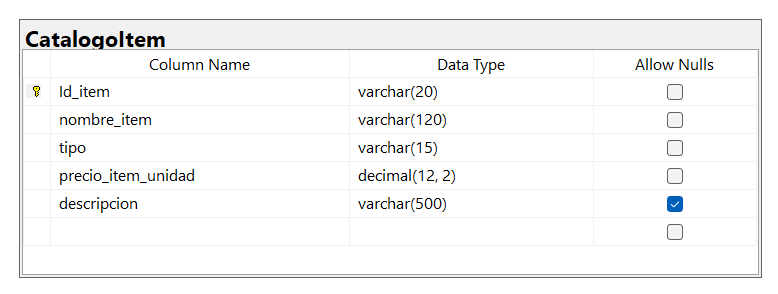 CatalogoItem
Column Name Data Type Allow Nulls
Id_item varchar(20)
nombre_item varchar(120)
tipo varchar(15)
precio_item_unidad decimal(12, 2)
descripcion varchar(500)